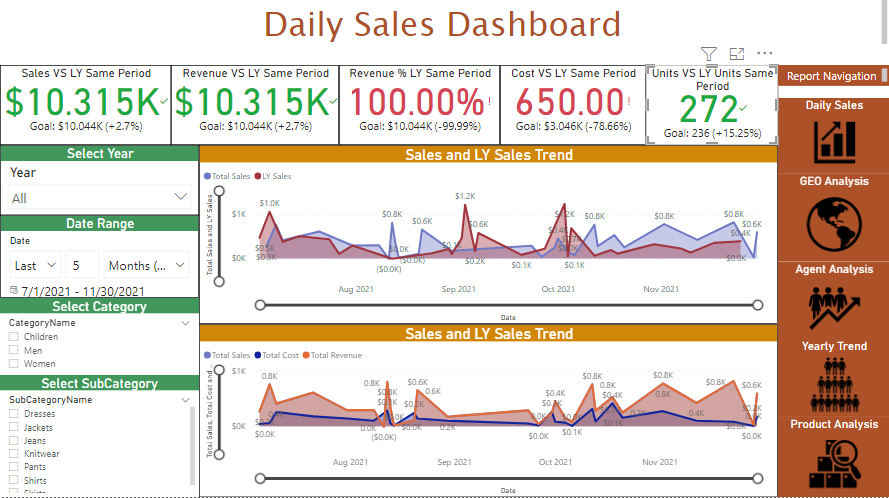 Daily Sales Dashboard
Sales VS LY Same Period
$10.315K
Goal: $10.044K (+2.7%)
Revenue VS LY Same Period
$10.315K
Goal: $10.044K (+2.7%)
Revenue % LY Same Period
100.00%!
Goal: $10.044K (-99.99%)
Cost VS LY Same Period
650.00!
Goal: $3.046K (-78.66%)
Units VS LY Units Same
Period
272
Goal: 236 (+15.25%)
Report Navigation
Daily Sales
GEO Analysis
Agent Analysis
Yearly Trend
Product Analysis
Select Year
Year
All
Date Range
Date
Last
5
Months (...
7/1/2021 - 11/30/2021
Select Category
CategoryName
Children
Men
Women
Select SubCategory
SubCategoryName
Dresses
Jackets
Jeans
Knitwear
Pants
Shirts
Sales and LY Sales Trend
Total Sales LY Sales
Total Sales and LY Sales
$1K
$0K
$1.0K
$0.5K
$0.3K
$0.8K
($0.0K)
$0.0K
($0.0K)
$0.6K
$1.2K
$0.6K
$0.2K
$0.1K
$0.1K
$0.8K
$0.8K
$0.8K
$0.6K
$0.0K
Aug 2021 Sep 2021 Oct 2021 Nov 2021
Date
Sales and LY Sales Trend
Total Sales Total Cost Total Revenue
Total Sales, Total Cost and
$1K
$0K
0.8K
$0.0K
0.8K
0.0K
($0.0K)
$0.6K
0.6K
$0.0K
0.2K
$0.0K
$0.4K
$0.1K
$0.8K
0.8K
0.2K
$0.8K
0.8K
0.4K
$0.8K
$0.6K
$0.0K
Aug 2021 Sep 2021 Oct 2021 Nov 2021
Date